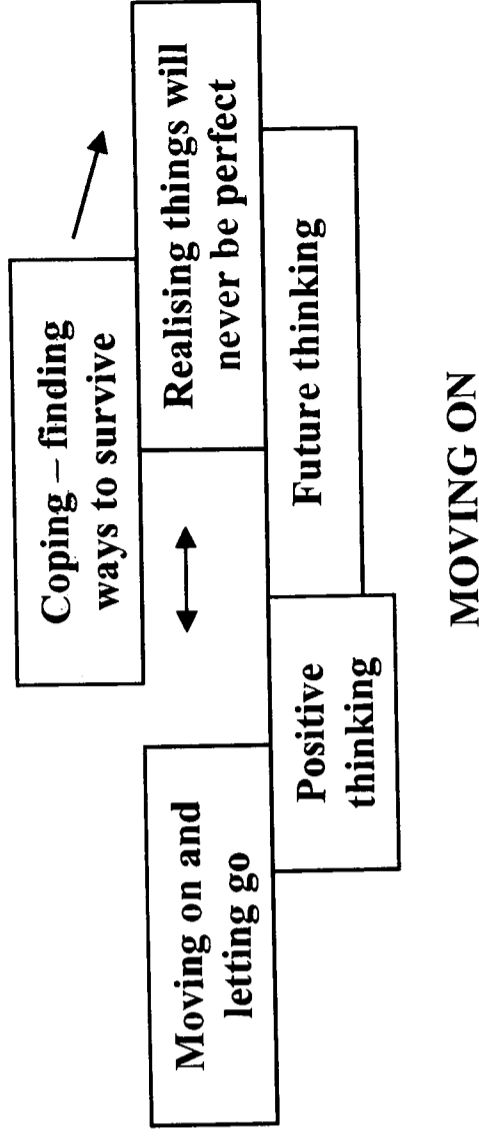 Coping – finding
ways to survive
Realising things will
never be perfect
Moving on and
letting go
Future thinking
Positive
thinking
MOVING ON